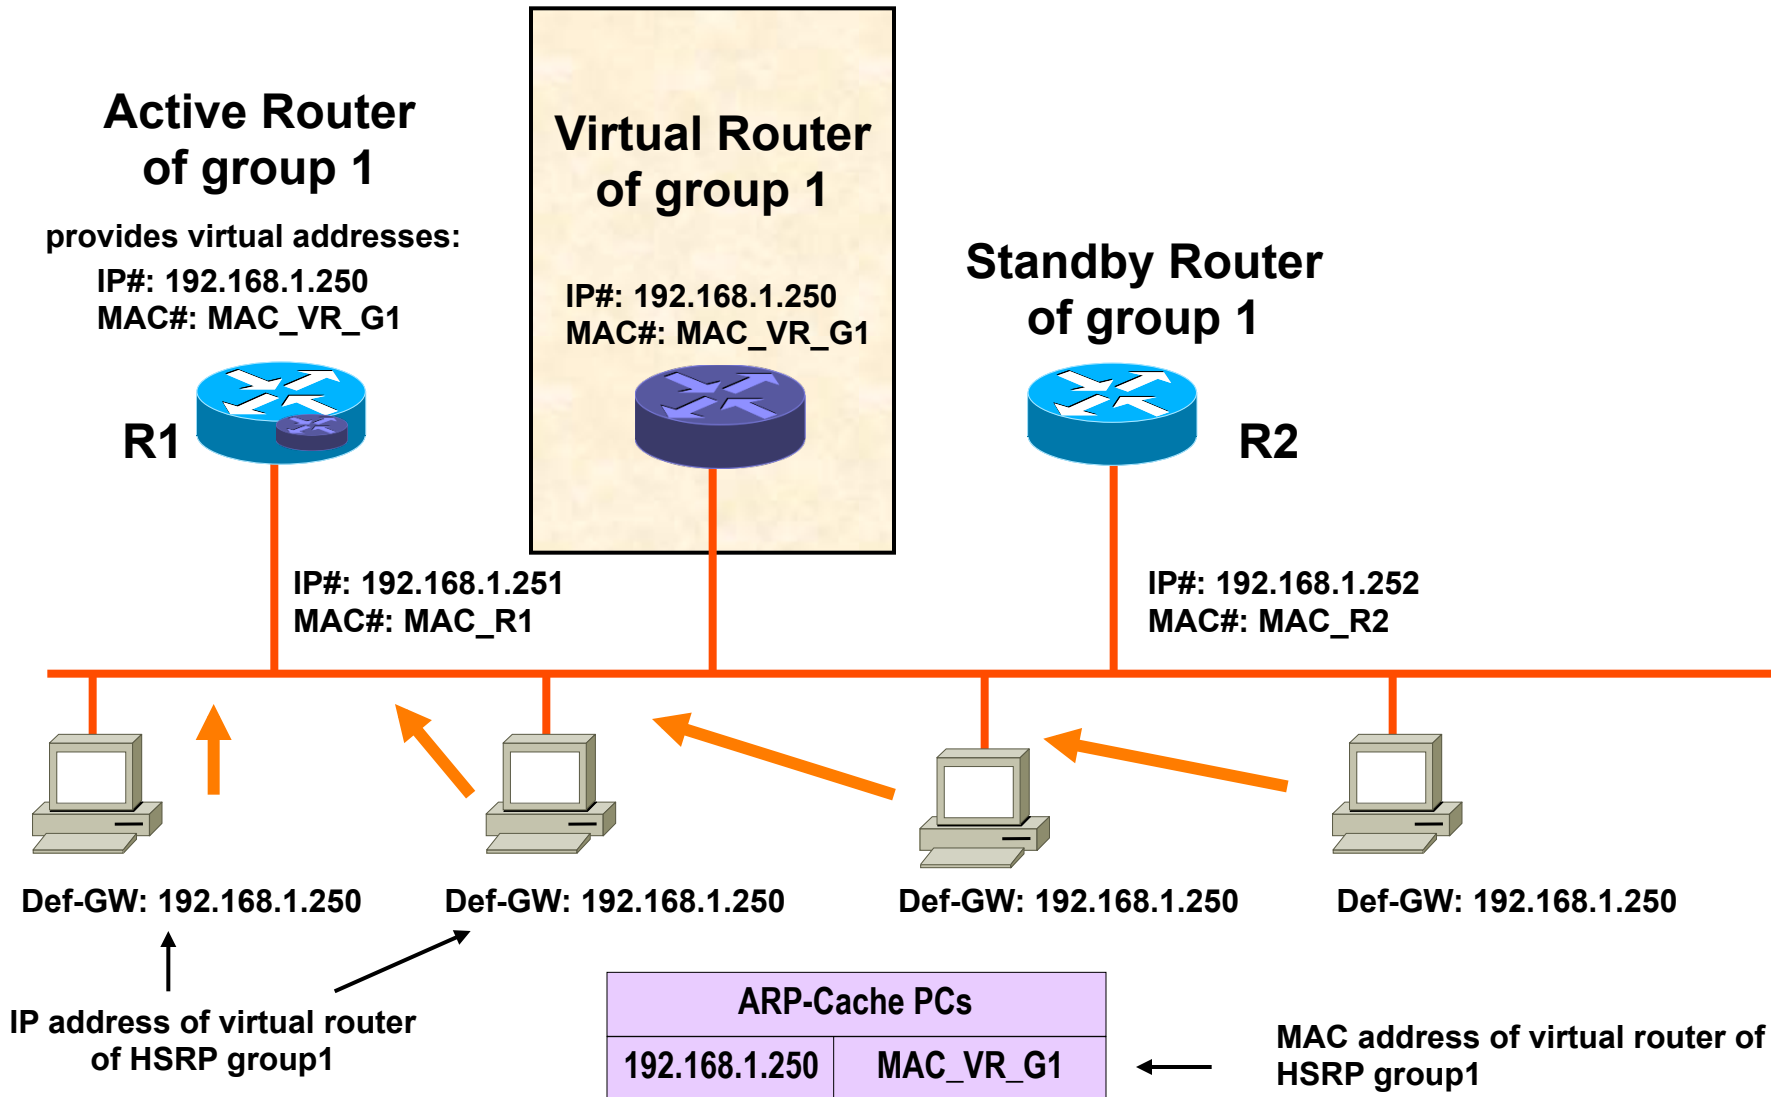 Active Router
of group 1
provides virtual addresses:
IP#: 192.168.1.250
MAC#: MAC_VR_G1
R1
Virtual Router
of group 1
IP#: 192.168.1.250
MAC#: MAC_VR_G1
Standby Router
of group 1
R2
IP#: 192.168.1.251
MAC#: MAC_R1
IP#: 192.168.1.252
MAC#: MAC_R2
Def-GW: 192.168.1.250
Def-GW: 192.168.1.250
Def-GW: 192.168.1.250
Def-GW: 192.168.1.250
IP address of virtual router
of HSRP group1
ARP-Cache PCs
192.168.1.250 MAC_VR_G1
MAC address of virtual router of
HSRP group1